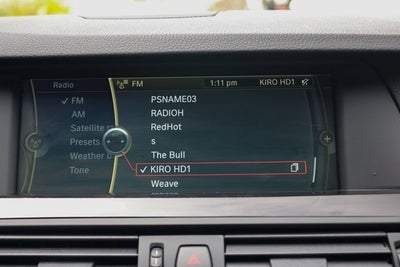 Radio
FM 1:11 pm KIRO HD1
FM
AM
Satellite
Presets
Weather
Tone
PSNAME03
RADIOH
RedHot
s
The Bull
KIRO HD1
Weave